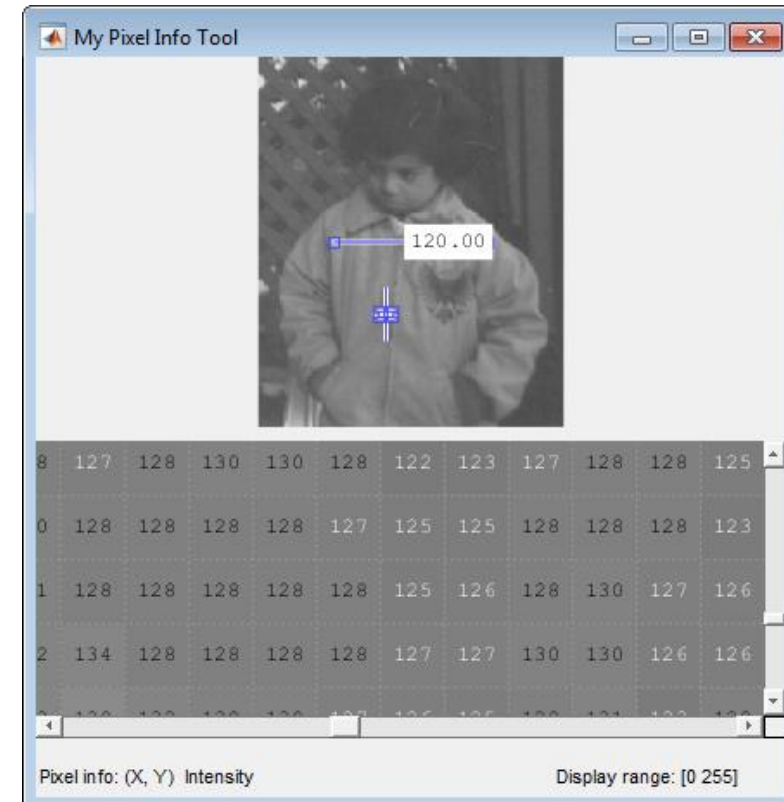 My Pixel Info Tool
120.00
8 127 128 130 130 128 122 123 127 128 128 125
0 128 128 128 128 127 125 125 128 128 128 123
1 128 128 128 128 128 125 126 128 130 127 126
2 134 128 128 128 128 127 127 130 130 126 126
Pixel info: (X, Y) Intensity
Display range: [0 255]